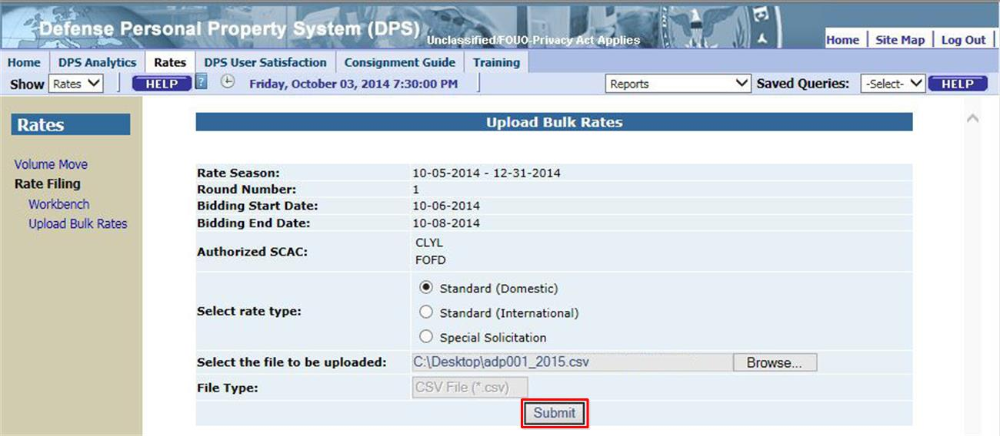 Defense Personal Property System (DPS)
Unclassified/FOUO-Privacy Act Applies
Home Site Map Log Out
Home DPS Analytics Rates DPS User Satisfaction Consignment Guide Training
Show Rates HELP ? Friday, October 03, 2014 7:30:00 PM Reports Saved Queries: -Select- HELP
Rates
Volume Move
Rate Filing
Workbench
Upload Bulk Rates
Upload Bulk Rates
Rate Season: 10-05-2014 - 12-31-2014
Round Number: 1
Bidding Start Date: 10-06-2014
Bidding End Date: 10-08-2014
Authorized SCAC: CLYL
FOFD
Select rate type: Standard (Domestic)
Standard (International)
Special Solicitation
Select the file to be uploaded: C:\Desktop\adp001_2015.csv Browse...
File Type: CSV File (*.csv)
Submit